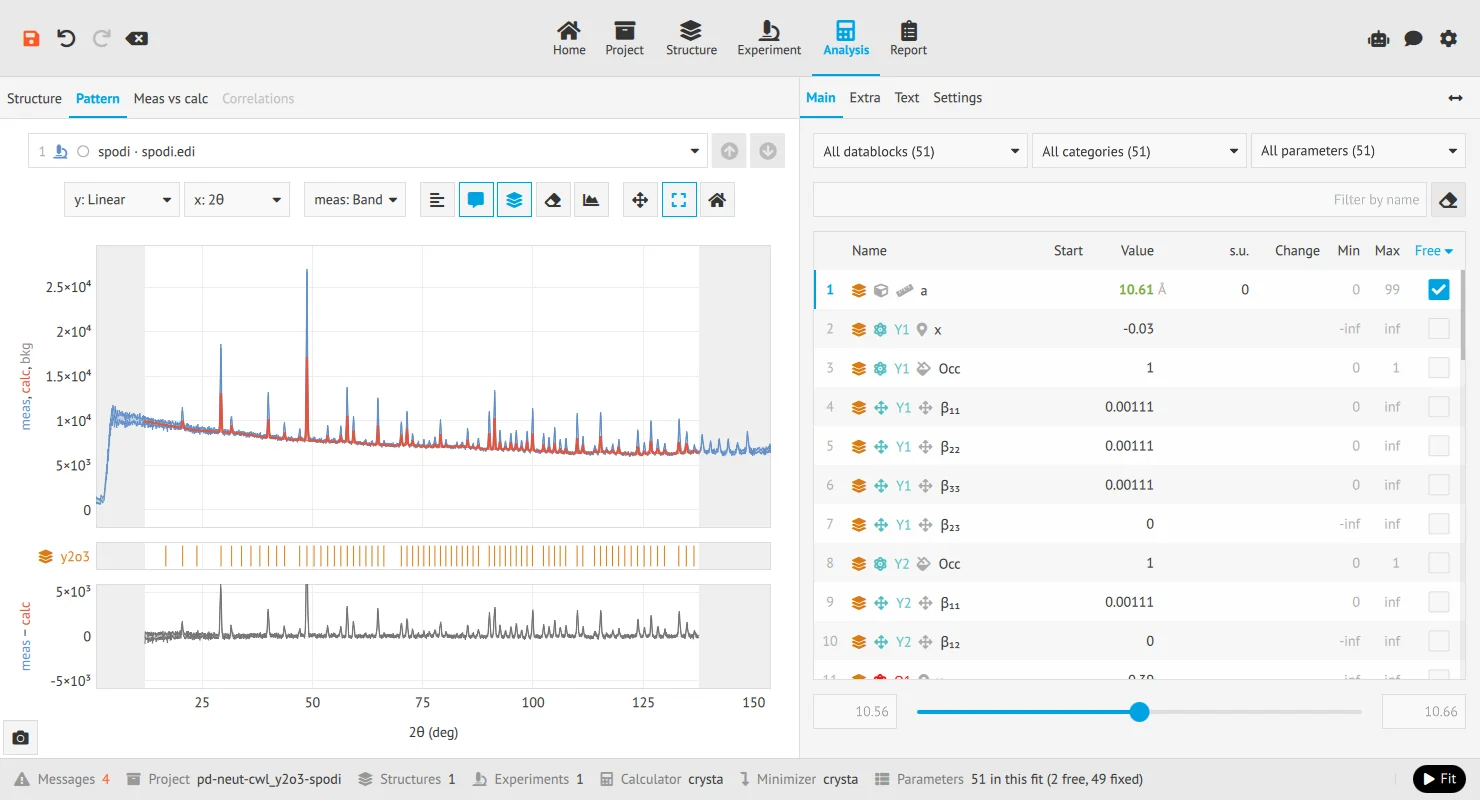 Home Project Structure Experiment Analysis Report
Structure Pattern Meas vs calc Correlations
Main Extra Text Settings
1 spodi · spodi.edi
All datablocks (51) All categories (51) All parameters (51)
y: Linear x: 2θ meas: Band
Filter by name
Name Start Value s.u. Change Min Max Free
1 a 10.61 Å 0 0 99
2 Y1 x -0.03 -inf inf
3 Y1 Occ 1 0 1
4 Y1 β₁₁ 0.00111 0 inf
5 Y1 β₂₂ 0.00111 0 inf
6 Y1 β₃₃ 0.00111 0 inf
7 Y1 β₂₃ 0 -inf inf
8 Y2 Occ 1 0 1
9 Y2 β₁₁ 0.00111 0 inf
10 Y2 β₁₂ 0 -inf inf
10.56 10.66
meas, calc, bkg
2.5×10⁴
2×10⁴
1.5×10⁴
1×10⁴
5×10³
0
y2o3
meas – calc
5×10³
0
-5×10³
25 50 75 100 125 150
2θ (deg)
Messages 4 Project pd-neut-cwl_y2o3-spodi Structures 1 Experiments 1 Calculator crysta Minimizer crysta Parameters 51 in this fit (2 free, 49 fixed) Fit